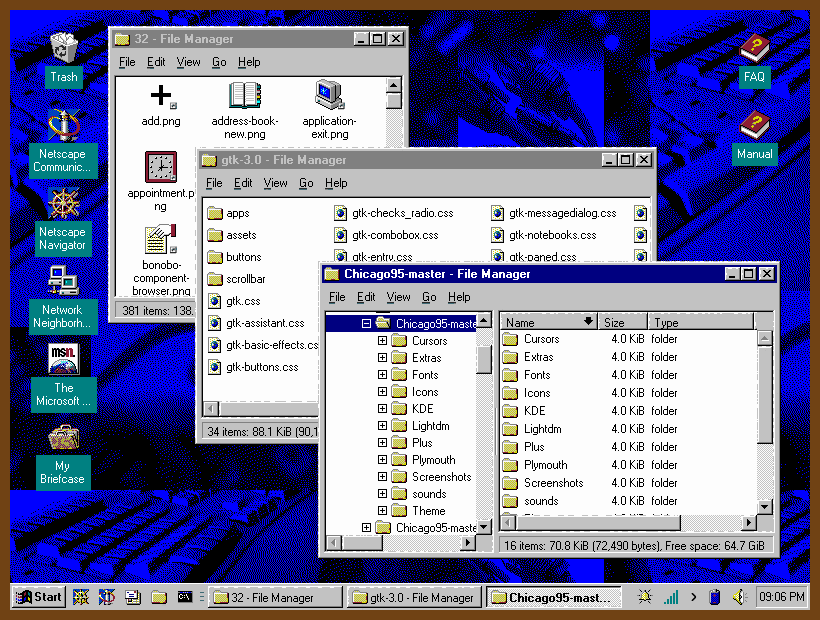 Trash
Netscape
Communic...
Netscape
Navigator
Network
Neighborh...
msn
The
Microsoft ...
My
Briefcase
FAQ
Manual
32 - File Manager
File Edit View Go Help
add.png
address-book-
new.png
application-
exit.png
appointment.p
ng
bonobo-
component-
browser.png
381 items: 138.
gtk-3.0 - File Manager
File Edit View Go Help
apps
assets
buttons
scrollbar
gtk.css
gtk-assistant.css
gtk-basic-effects.cs
gtk-buttons.css
gtk-checks_radio.css
gtk-combobox.css
gtk-entry.css
gtk-messagedialog.css
gtk-notebooks.css
gtk-paned.css
34 items: 88.1 KiB (90,1
Chicago95-master - File Manager
File Edit View Go Help
Chicago95-maste
Cursors
Extras
Fonts
Icons
KDE
Lightdm
Plus
Plymouth
Screenshots
sounds
Theme
Chicago95-maste
Name Size Type
Cursors 4.0 KiB folder
Extras 4.0 KiB folder
Fonts 4.0 KiB folder
Icons 4.0 KiB folder
KDE 4.0 KiB folder
Lightdm 4.0 KiB folder
Plus 4.0 KiB folder
Plymouth 4.0 KiB folder
Screenshots 4.0 KiB folder
sounds 4.0 KiB folder
16 items: 70.8 KiB (72,490 bytes), Free space: 64.7 GiB
Start
32 - File Manager
gtk-3.0 - File Manager
Chicago95-mast...
09:06 PM